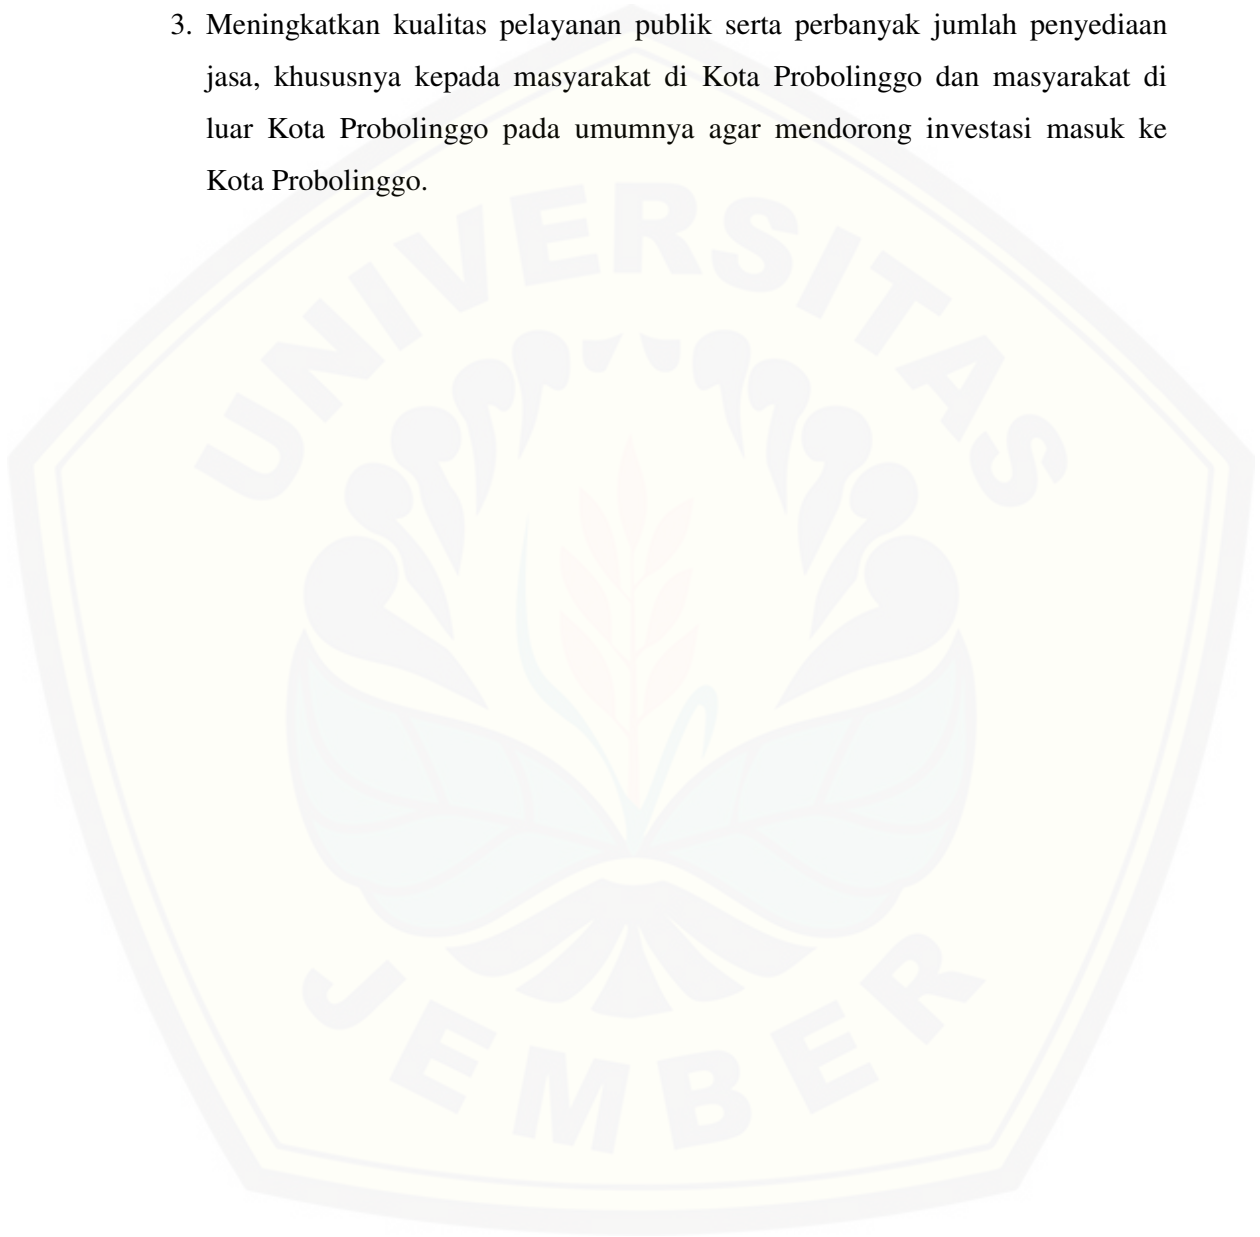 3. Meningkatkan kualitas pelayanan publik serta perbanyak jumlah penyediaan
jasa, khususnya kepada masyarakat di Kota Probolinggo dan masyarakat di
luar Kota Probolinggo pada umumnya agar mendorong investasi masuk ke
Kota Probolinggo.
UNIVERSITAS
JEMBER